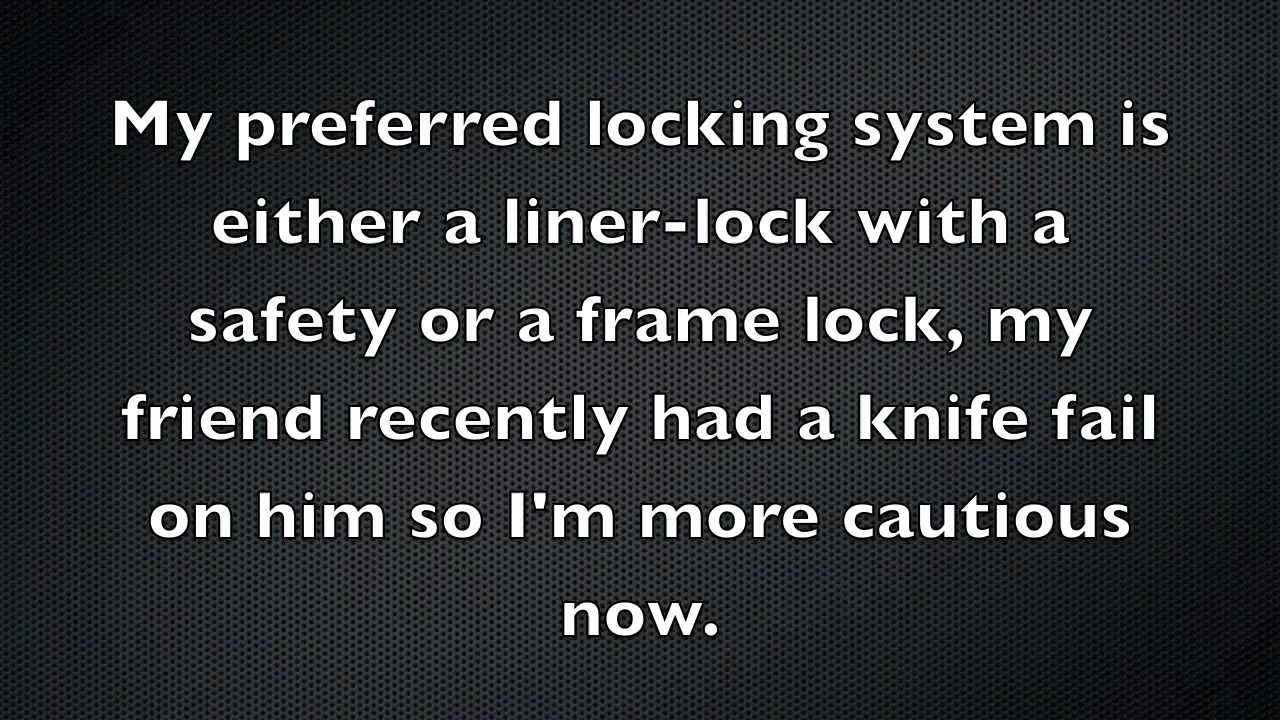 My preferred locking system is
either a liner-lock with a
safety or a frame lock, my
friend recently had a knife fail
on him so I'm more cautious
now.